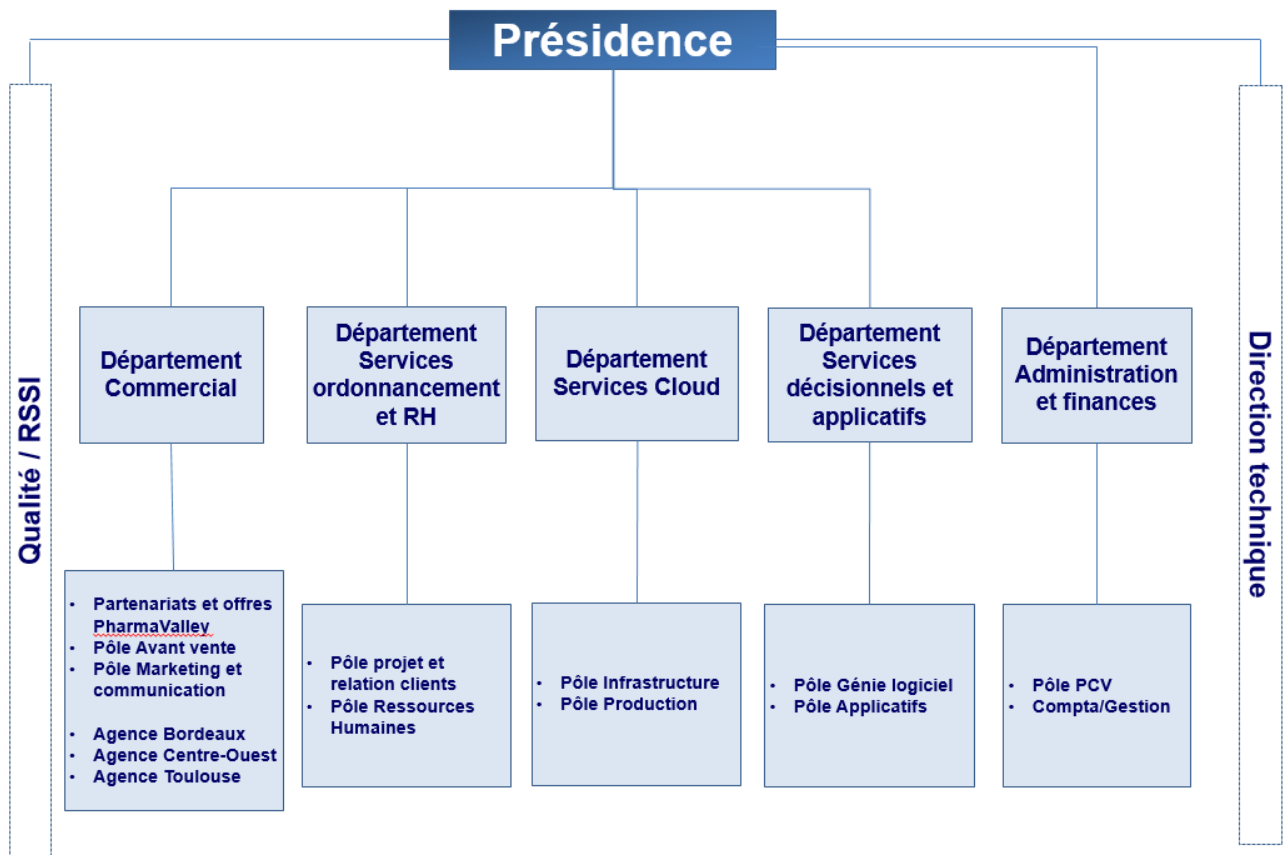 Présidence
Qualité / RSSI
Direction technique
Département
Commercial
Département
Services
ordonnancement
et RH
Département
Services Cloud
Département
Services
décisionnels et
applicatifs
Département
Administration
et finances
• Partenariats et offres
PharmaValley
• Pôle Avant vente
• Pôle Marketing et
communication
• Agence Bordeaux
• Agence Centre-Ouest
• Agence Toulouse
• Pôle projet et
relation clients
• Pôle Ressources
Humaines
• Pôle Infrastructure
• Pôle Production
• Pôle Génie logiciel
• Pôle Applicatifs
• Pôle PCV
• Compta/Gestion